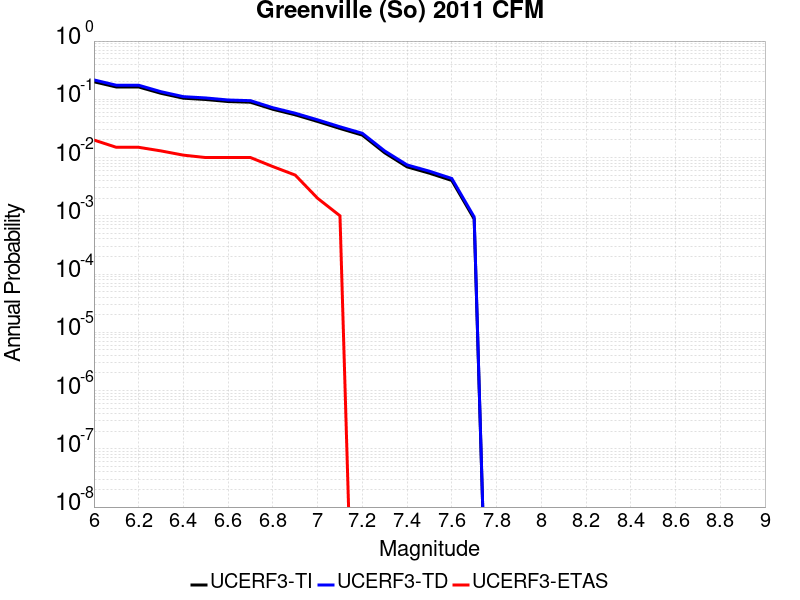 Greenville (So) 2011 CFM
10^0
10^-1
10^-2
10^-3
10^-4
10^-5
10^-6
10^-7
10^-8
Annual Probability
6 6.2 6.4 6.6 6.8 7 7.2 7.4 7.6 7.8 8 8.2 8.4 8.6 8.8 9
Magnitude
UCERF3-TI UCERF3-TD UCERF3-ETAS